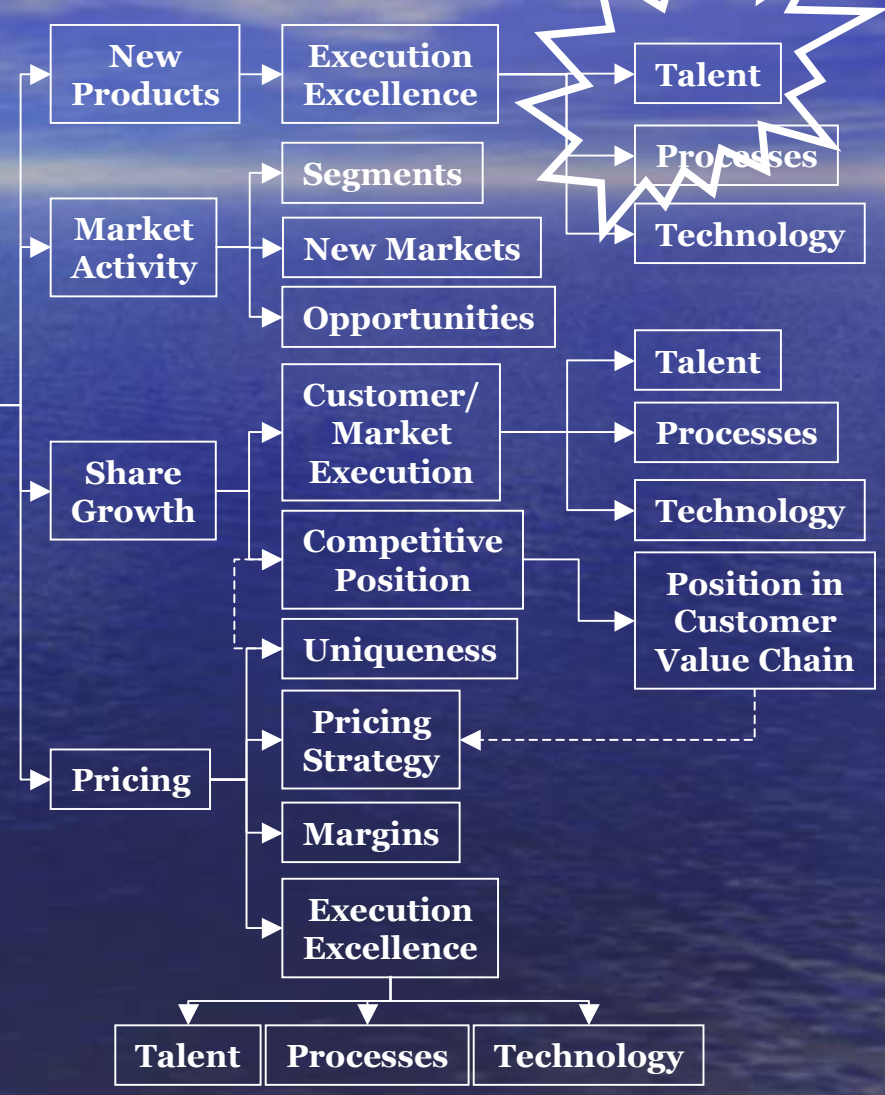 New
Products
Execution
Excellence
Talent
Processes
Technology
Market
Activity
Segments
New Markets
Opportunities
Share
Growth
Customer/
Market
Execution
Talent
Processes
Technology
Competitive
Position
Position in
Customer
Value Chain
Pricing
Uniqueness
Pricing
Strategy
Margins
Execution
Excellence
Talent
Processes
Technology